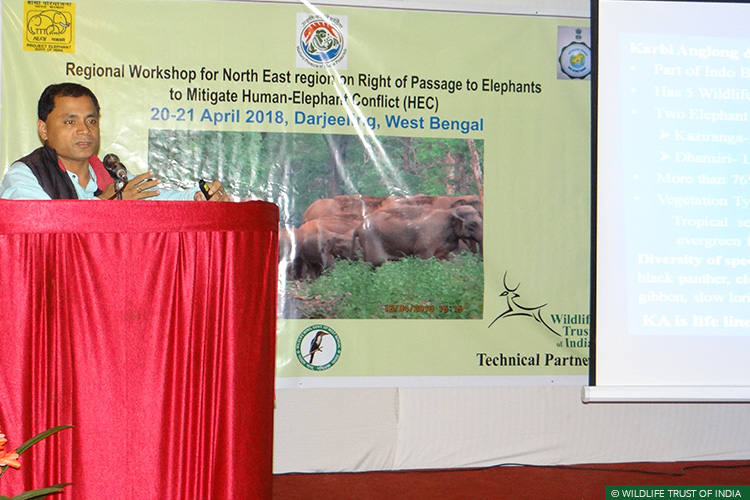 PROJECT ELEPHANT
Regional Workshop for North East region on Right of Passage to Elephants
to Mitigate Human-Elephant Conflict (HEC)
20-21 April 2018, Darjeeling, West Bengal
Wildlife
Trust
of India
Technical Partner
Karbi Anglong &
• Part of Indo B
• Has 5 Wildlife
• Two Elephant
➤ Kaziranga-
➤ Dhansiri-
More than 76%
• Vegetation Ty
Tropical se
evergreen
Diversity of spec
black panther, cl
gibbon, slow lori
KA is life lin
© WILDLIFE TRUST OF INDIA